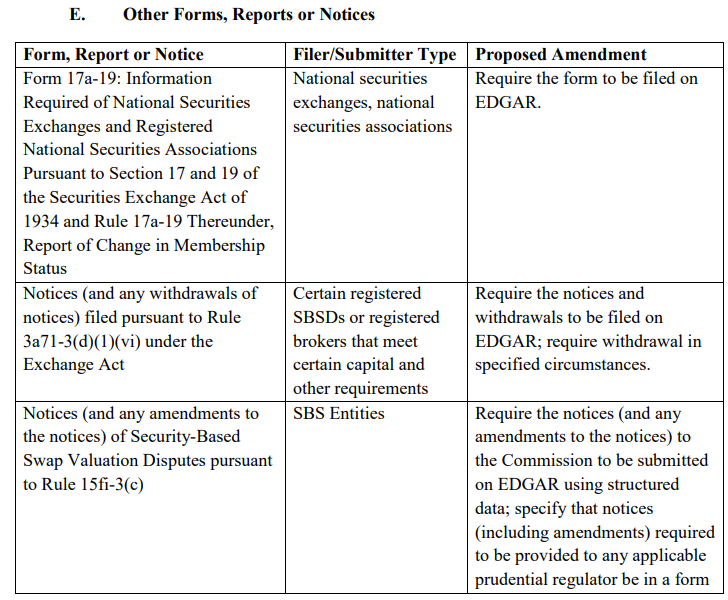 E. Other Forms, Reports or Notices
Form, Report or Notice
Filer/Submitter Type
Proposed Amendment
Form 17a-19: Information
Required of National Securities
Exchanges and Registered
National Securities Associations
Pursuant to Section 17 and 19 of
the Securities Exchange Act of
1934 and Rule 17a-19 Thereunder,
Report of Change in Membership
Status
National securities
exchanges, national
securities associations
Require the form to be filed on
EDGAR.
Notices (and any withdrawals of
notices) filed pursuant to Rule
3a71-3(d)(1)(vi) under the
Exchange Act
Certain registered
SBSDs or registered
brokers that meet
certain capital and
other requirements
Require the notices and
withdrawals to be filed on
EDGAR; require withdrawal in
specified circumstances.
Notices (and any amendments to
the notices) of Security-Based
Swap Valuation Disputes pursuant
to Rule 15fi-3(c)
SBS Entities
Require the notices (and any
amendments to the notices) to
the Commission to be submitted
on EDGAR using structured
data; specify that notices
(including amendments) required
to be provided to any applicable
prudential regulator be in a form